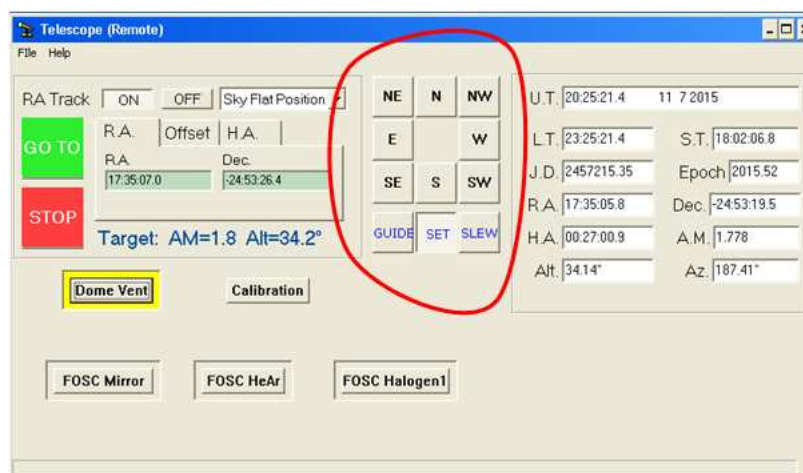 Telescope (Remote)
FIle Help
RA Track ON OFF Sky Flat Position
GO TO
R.A. Offset H.A.
R.A. Dec.
17:35:07.0 -24:53:26.4
STOP
Target: AM=1.8 Alt=34.2°
NE N NW
E W
SE S SW
GUIDE SET SLEW
U.T. 20:25:21.4 11 7 2015
L.T. 23:25:21.4 S.T. 18:02:06.8
J.D. 2457215.35 Epoch 2015.52
R.A. 17:35:05.8 Dec. -24:53:19.5
H.A. 00:27:00.9 A.M. 1.778
Alt. 34.14° Az. 187.41°
Dome Vent Calibration
FOSC Mirror FOSC HeAr FOSC Halogen1